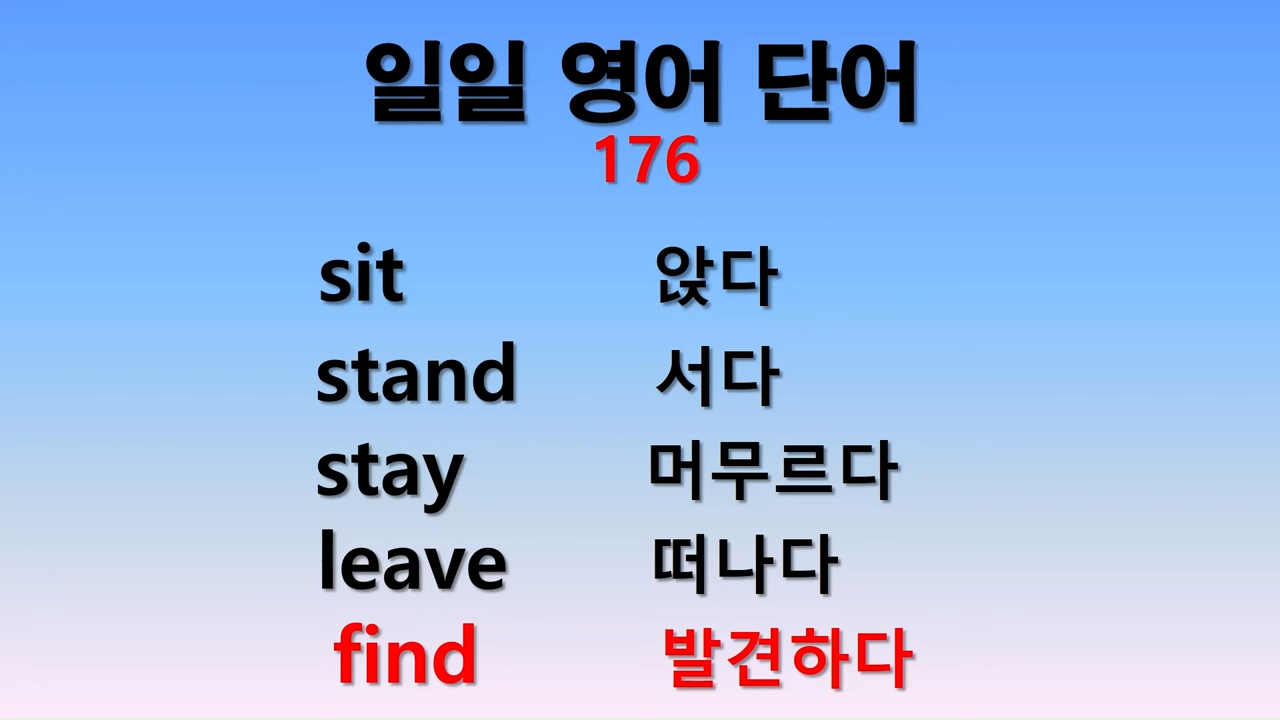 일일 영어 단어
176
sit 앉다
stand 서다
stay 머무르다
leave 떠나다
find 발견하다